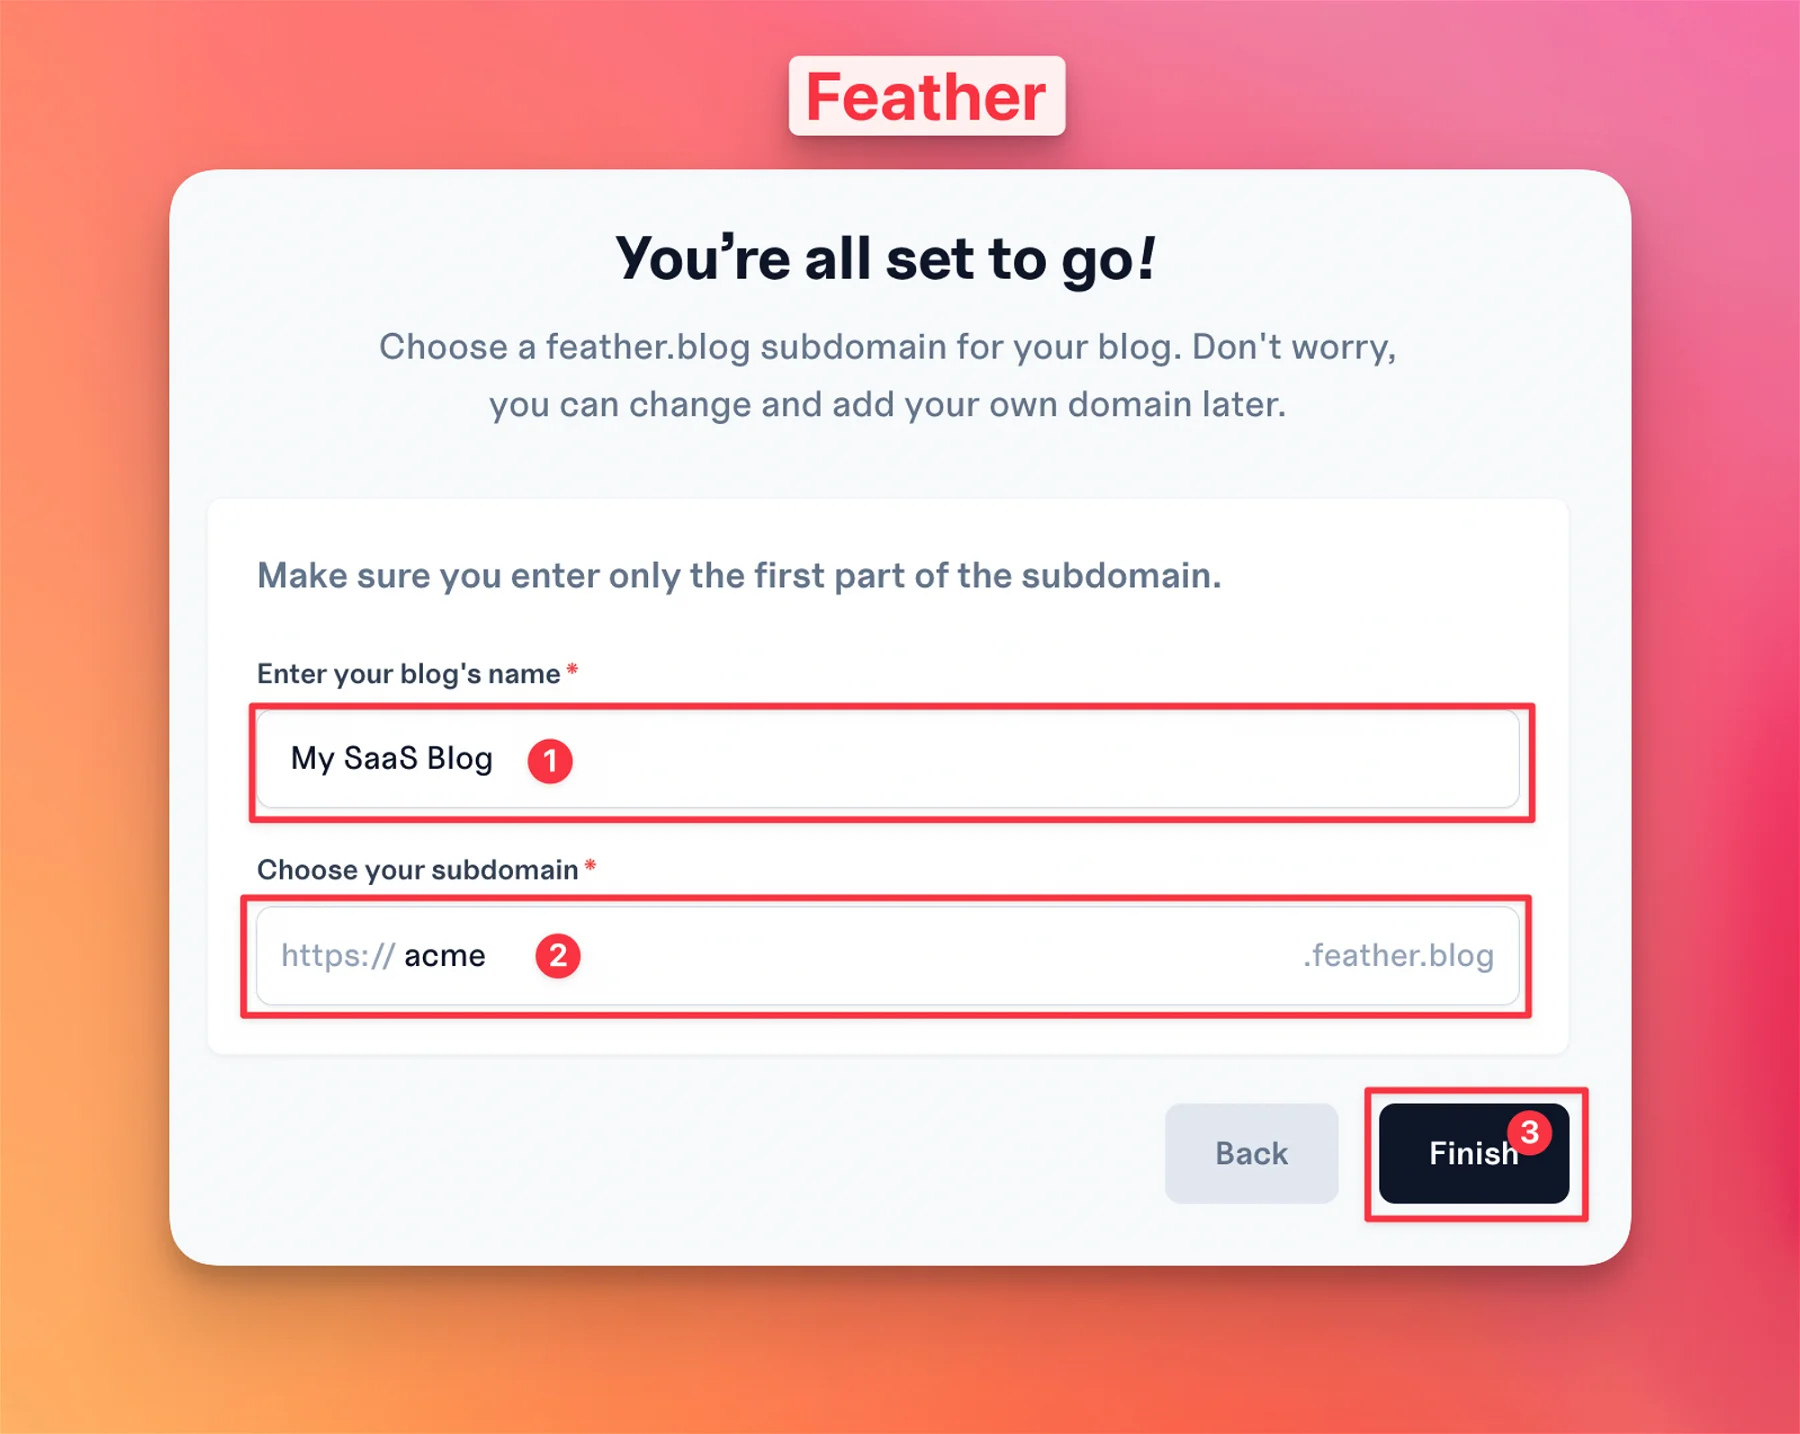 Feather
You’re all set to go!
Choose a feather.blog subdomain for your blog. Don't worry,
you can change and add your own domain later.
Make sure you enter only the first part of the subdomain.
Enter your blog's name *
My SaaS Blog 1
Choose your subdomain *
https:// acme 2 .feather.blog
Back
Finish 3